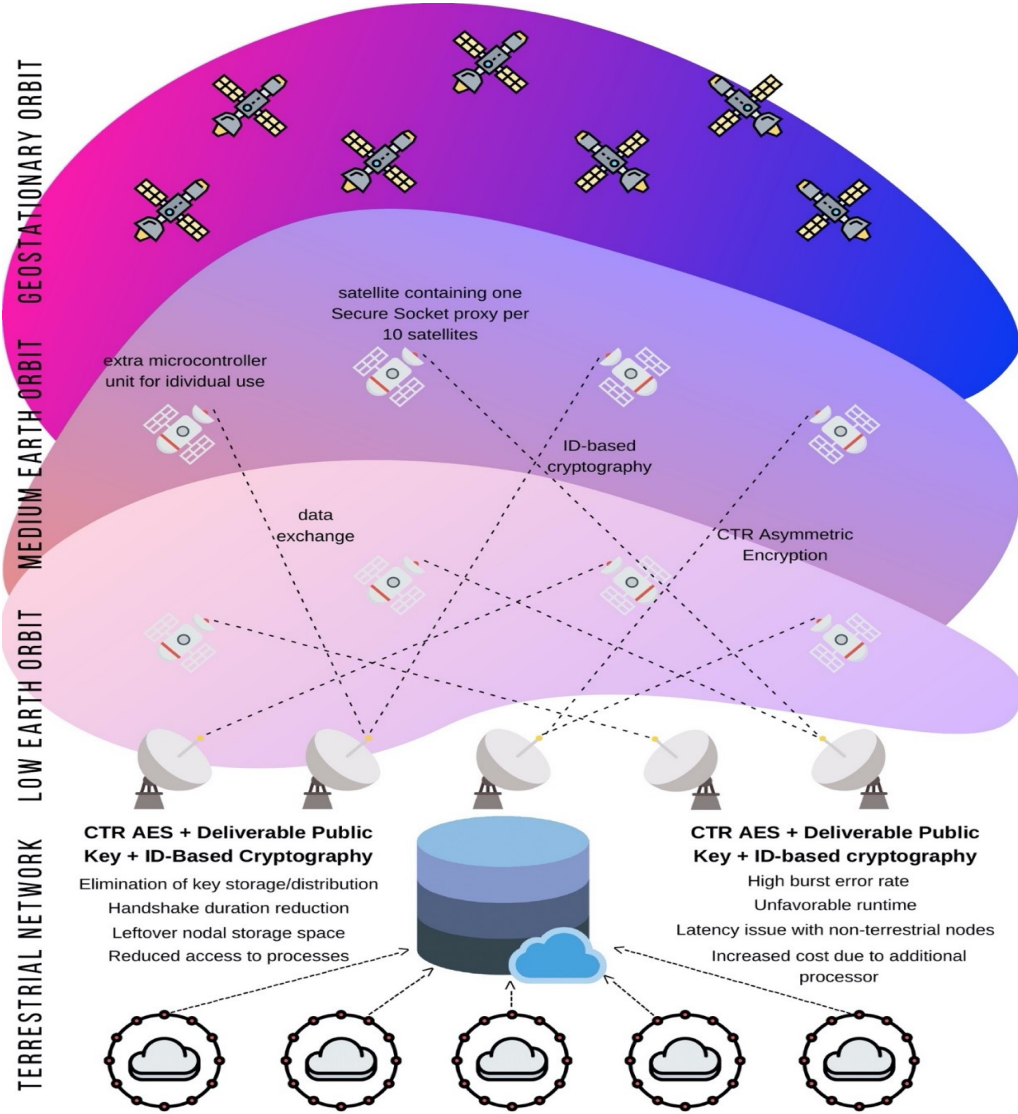 GEOSTATIONARY ORBIT
MEDIUM EARTH ORBIT
LOW EARTH ORBIT
TERRESTRIAL NETWORK
satellite containing one
Secure Socket proxy per
10 satellites
extra microcontroller
unit for idividual use
ID-based
cryptography
data
exchange
CTR Asymmetric
Encryption
CTR AES + Deliverable Public
Key + ID-Based Cryptography
Elimination of key storage/distribution
Handshake duration reduction
Leftover nodal storage space
Reduced access to processes
CTR AES + Deliverable Public
Key + ID-based cryptography
High burst error rate
Unfavorable runtime
Latency issue with non-terrestrial nodes
Increased cost due to additional
processor